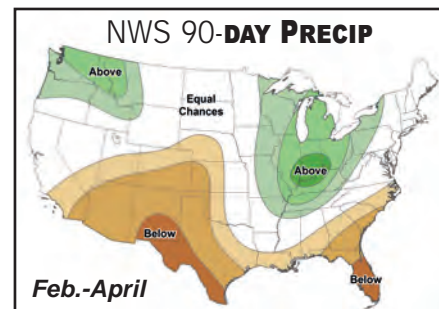 NWS 90-DAY PRECIP
Above
Equal
Chances
Above
Below
Below
Feb.-April